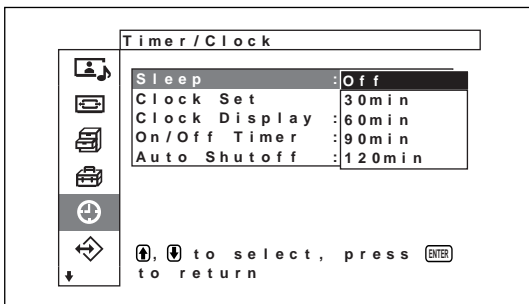 Timer/Clock
Sleep : Off
Clock Set 30min
Clock Display : 60min
On/Off Timer : 90min
Auto Shutoff : 120min
, to select, press ENTER
to return